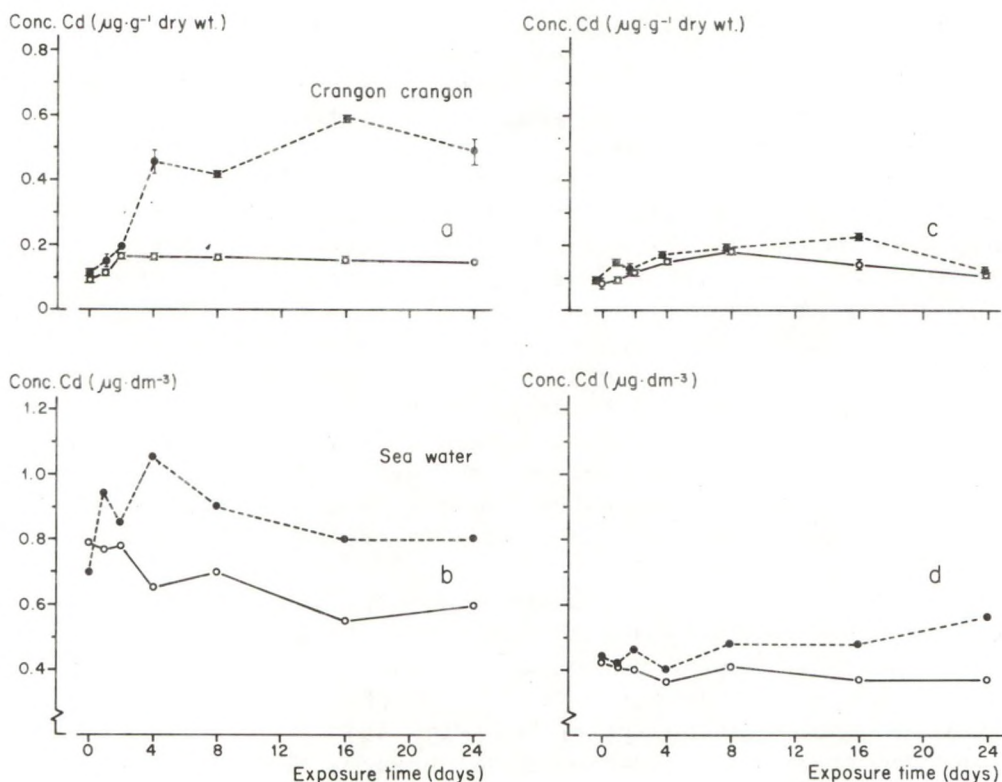 Conc. Cd (µg·g⁻¹ dry wt.)
0.8
0.6
0.4
0.2
0
Crangon crangon
a
Conc. Cd (µg·g⁻¹ dry wt.)
c
Conc. Cd (µg·dm⁻³)
1.2
1.0
0.8
0.6
0.4
Sea water
b
0 4 8 12 16 20 24
Exposure time (days)
Conc. Cd (µg·dm⁻³)
d
0 4 8 12 16 20 24
Exposure time (days)